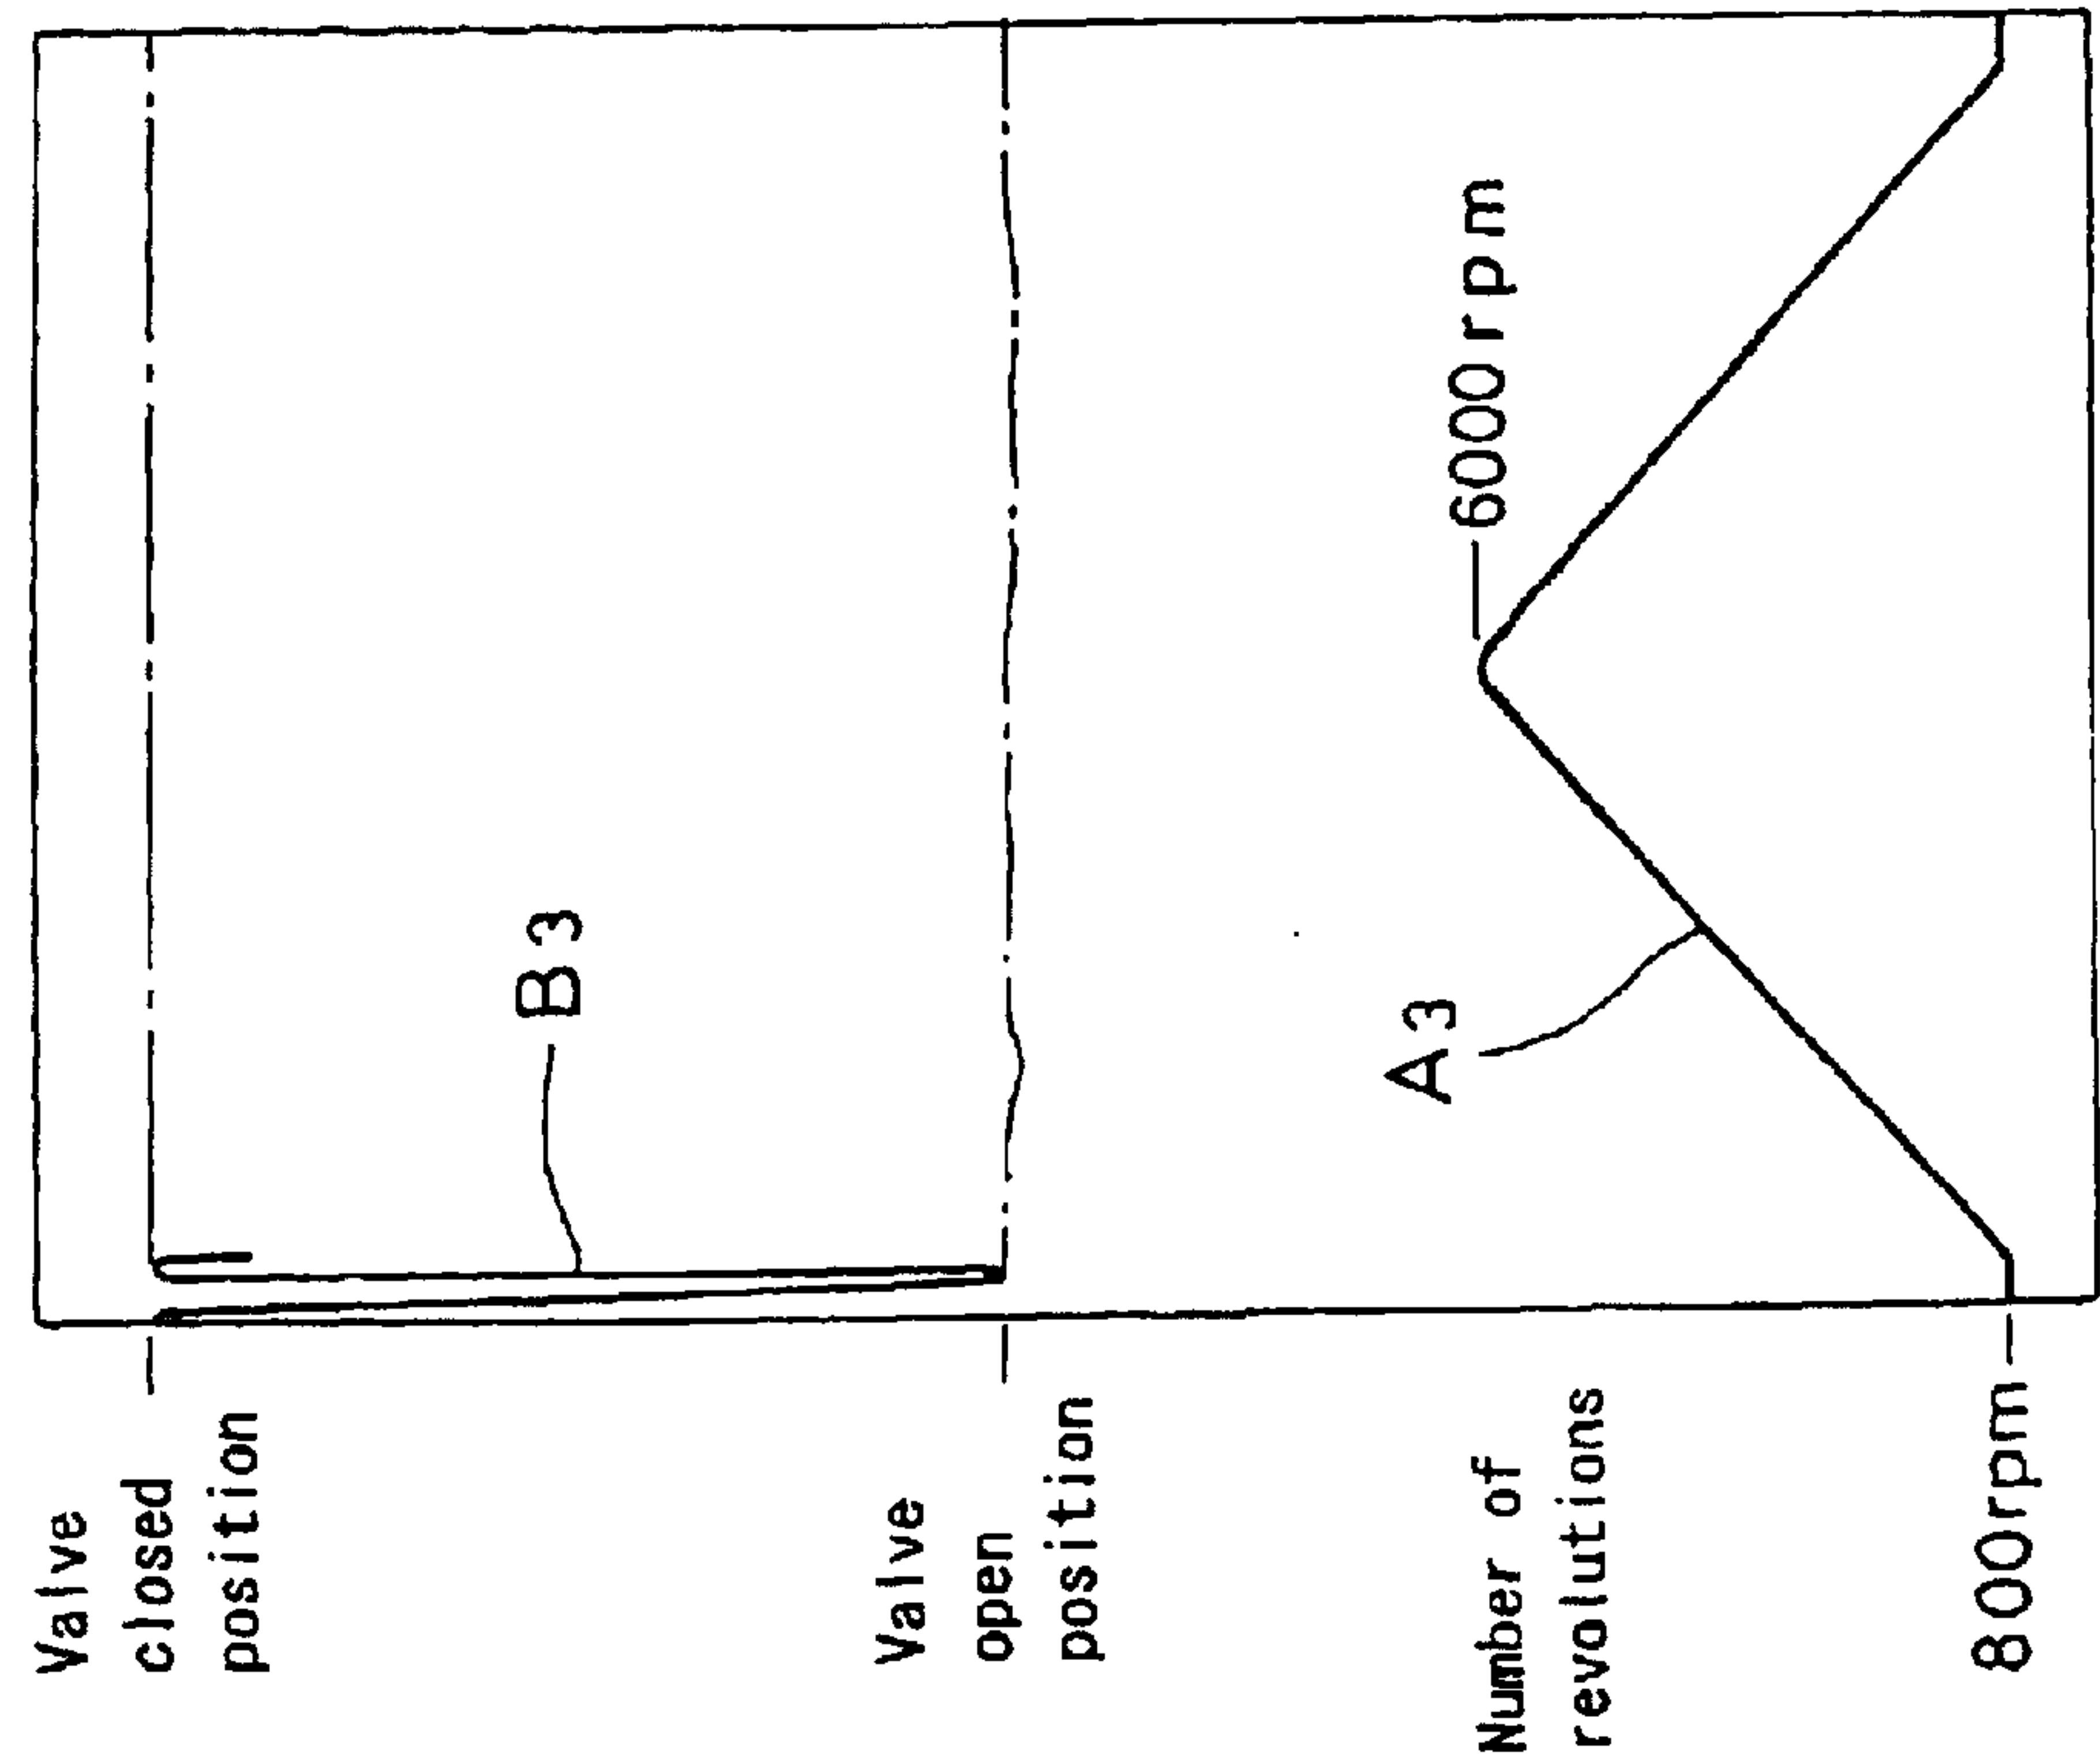 Valve
closed
position
B3
Valve
open
position
A3
6000rpm
Number of
revolutions
800rpm